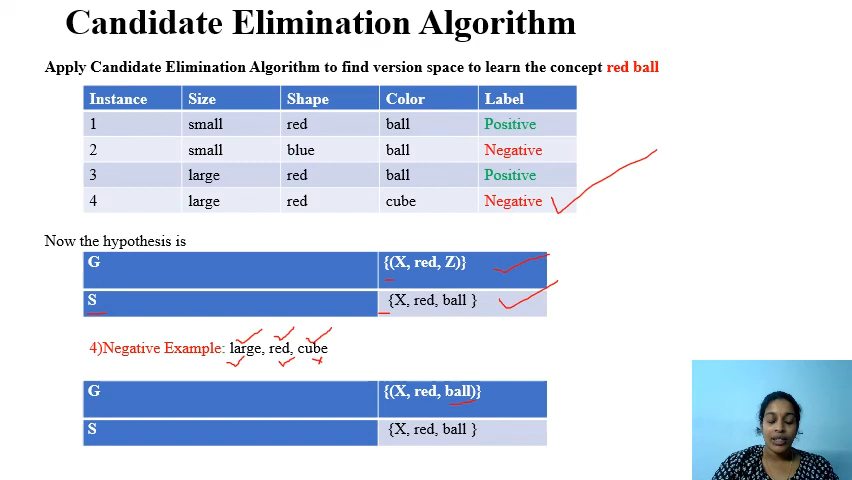 Candidate Elimination Algorithm
Apply Candidate Elimination Algorithm to find version space to learn the concept red ball
Instance Size Shape Color Label
1 small red ball Positive
2 small blue ball Negative
3 large red ball Positive
4 large red cube Negative
Now the hypothesis is
G {(X, red, Z)}
S {X, red, ball }
4)Negative Example: large, red, cube
G {(X, red, ball)}
S {X, red, ball }